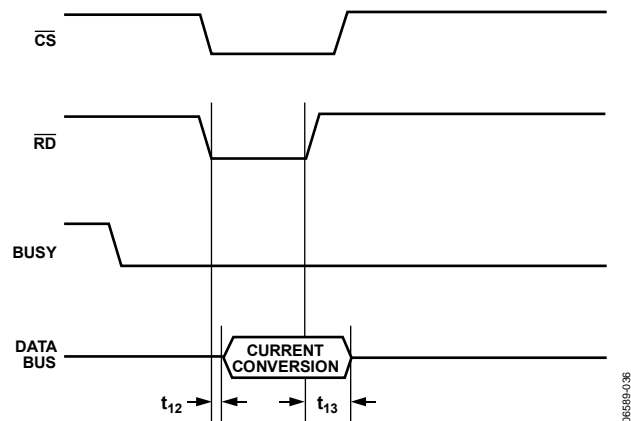 CS
RD
BUSY
DATA
BUS
CURRENT
CONVERSION
t12
t13
06589-036